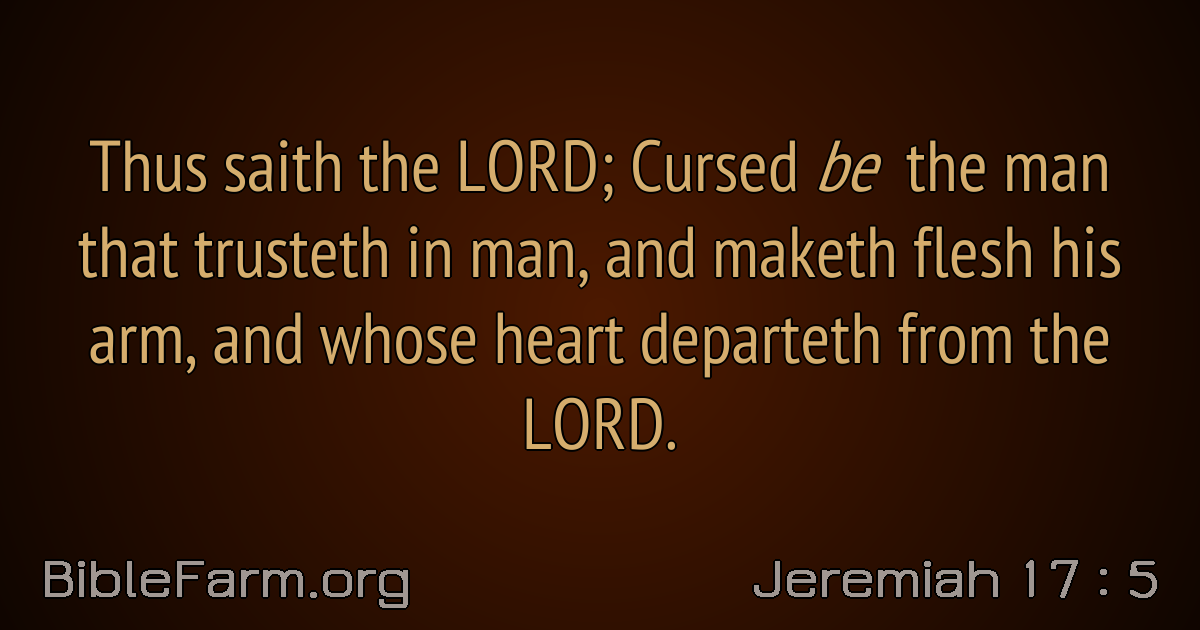 Thus saith the LORD; Cursed be the man
that trusteth in man, and maketh flesh his
arm, and whose heart departeth from the
LORD.
BibleFarm.org
Jeremiah 17 : 5